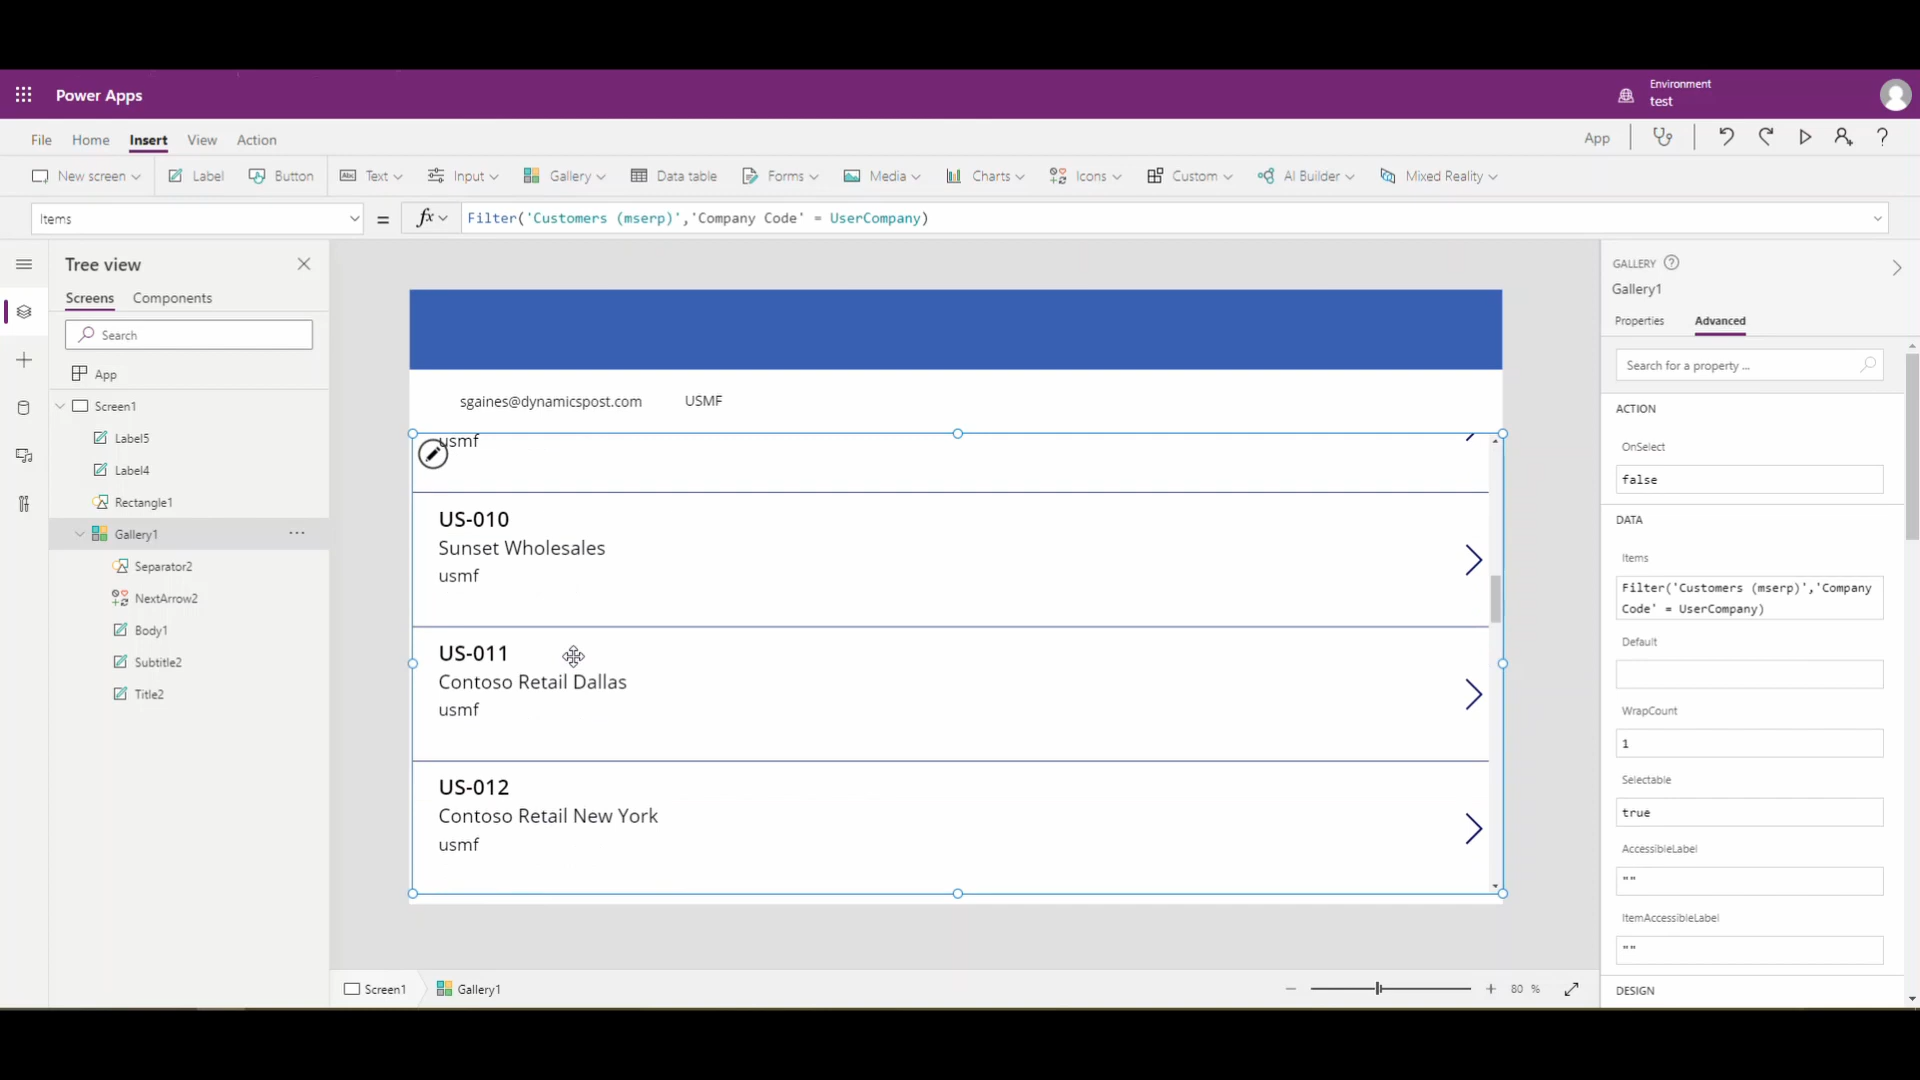 Power Apps
Environment
test
File Home Insert View Action
App
New screen Label Button Text Input Gallery Data table Forms Media Charts Icons Custom AI Builder Mixed Reality
Items = fx Filter('Customers (mserp)','Company Code' = UserCompany)
Tree view
Screens Components
Search
App
Screen1
Label5
Label4
Rectangle1
Gallery1
Separator2
NextArrow2
Body1
Subtitle2
Title2
sgaines@dynamicspost.com USMF
usmf
US-010
Sunset Wholesales
usmf
US-011
Contoso Retail Dallas
usmf
US-012
Contoso Retail New York
usmf
Screen1 Gallery1
80 %
GALLERY
Gallery1
Properties Advanced
Search for a property ...
ACTION
OnSelect
false
DATA
Items
Filter('Customers (mserp)','Company
Code' = UserCompany)
Default
WrapCount
1
Selectable
true
AccessibleLabel
""
ItemAccessibleLabel
""
DESIGN